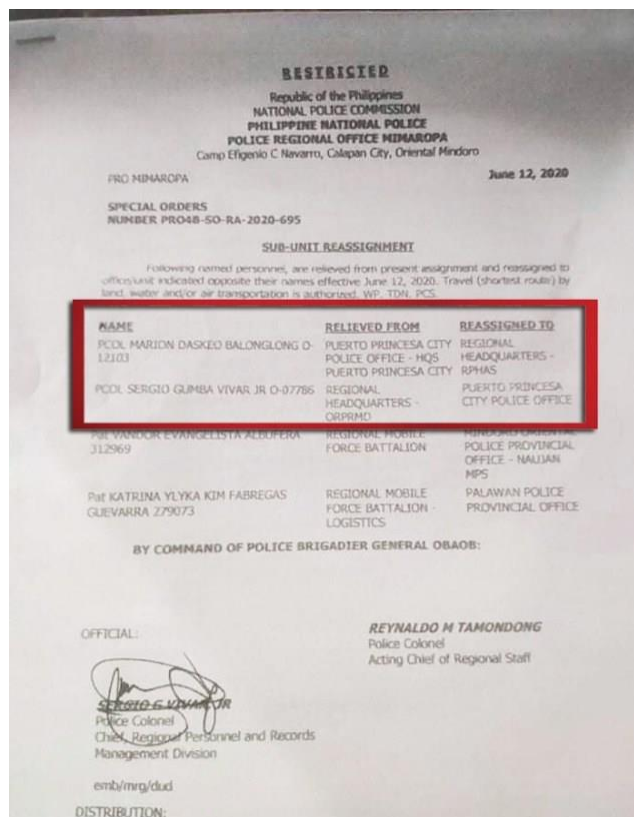 RESTRICTED
Republic of the Philippines
NATIONAL POLICE COMMISSION
PHILIPPINE NATIONAL POLICE
POLICE REGIONAL OFFICE MIMAROPA
Camp Efigenio C Navarro, Calapan City, Oriental Mindoro
PRO MIMAROPA
June 12, 2020
SPECIAL ORDERS
NUMBER PRO4B-SO-RA-2020-695
SUB-UNIT REASSIGNMENT
Following named personnel, are relieved from present assignment and reassigned to
office/unit indicated opposite their names effective June 12, 2020. Travel (shortest route) by
land, water and/or air transportation is authorized. WP. TDN. PCS.
NAME RELIEVED FROM REASSIGNED TO
PCOL MARION DASKEO BALONGLONG O- PUERTO PRINCESA CITY REGIONAL
12103 POLICE OFFICE - HQS HEADQUARTERS -
PUERTO PRINCESA CITY RPHAS
PCOL SERGIO GUMBA VIVAR JR O-07786 REGIONAL PUERTO PRINCESA
HEADQUARTERS - CITY POLICE OFFICE
ORPRMD
Pat VANDOR EVANGELISTA ALBUFERA REGIONAL MOBILE MINDORO ORIENTAL
312969 FORCE BATTALION POLICE PROVINCIAL
OFFICE - NAUJAN
MPS
Pat KATRINA YLYKA KIM FABREGAS REGIONAL MOBILE PALAWAN POLICE
GUEVARRA 279073 FORCE BATTALION - PROVINCIAL OFFICE
LOGISTICS
BY COMMAND OF POLICE BRIGADIER GENERAL OBAOB:
OFFICIAL:
REYNALDO M TAMONDONG
Police Colonel
Acting Chief of Regional Staff
SERGIO G VIVAR JR
Police Colonel
Chief, Regional Personnel and Records
Management Division
emb/mrg/dud
DISTRIBUTION: